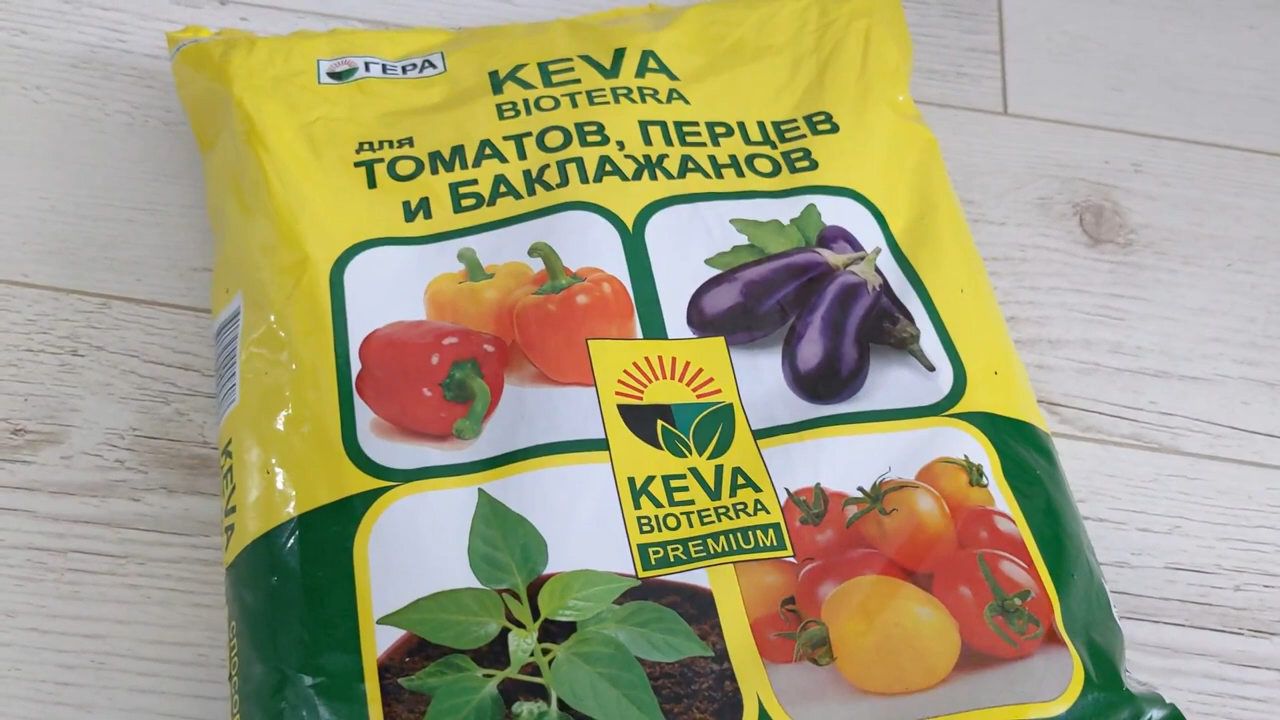 ГЕРА
KEVA
BIOTERRA
для
ТОМАТОВ, ПЕРЦЕВ
и БАКЛАЖАНОВ
KEVA
BIOTERRA
PREMIUM
KEVA